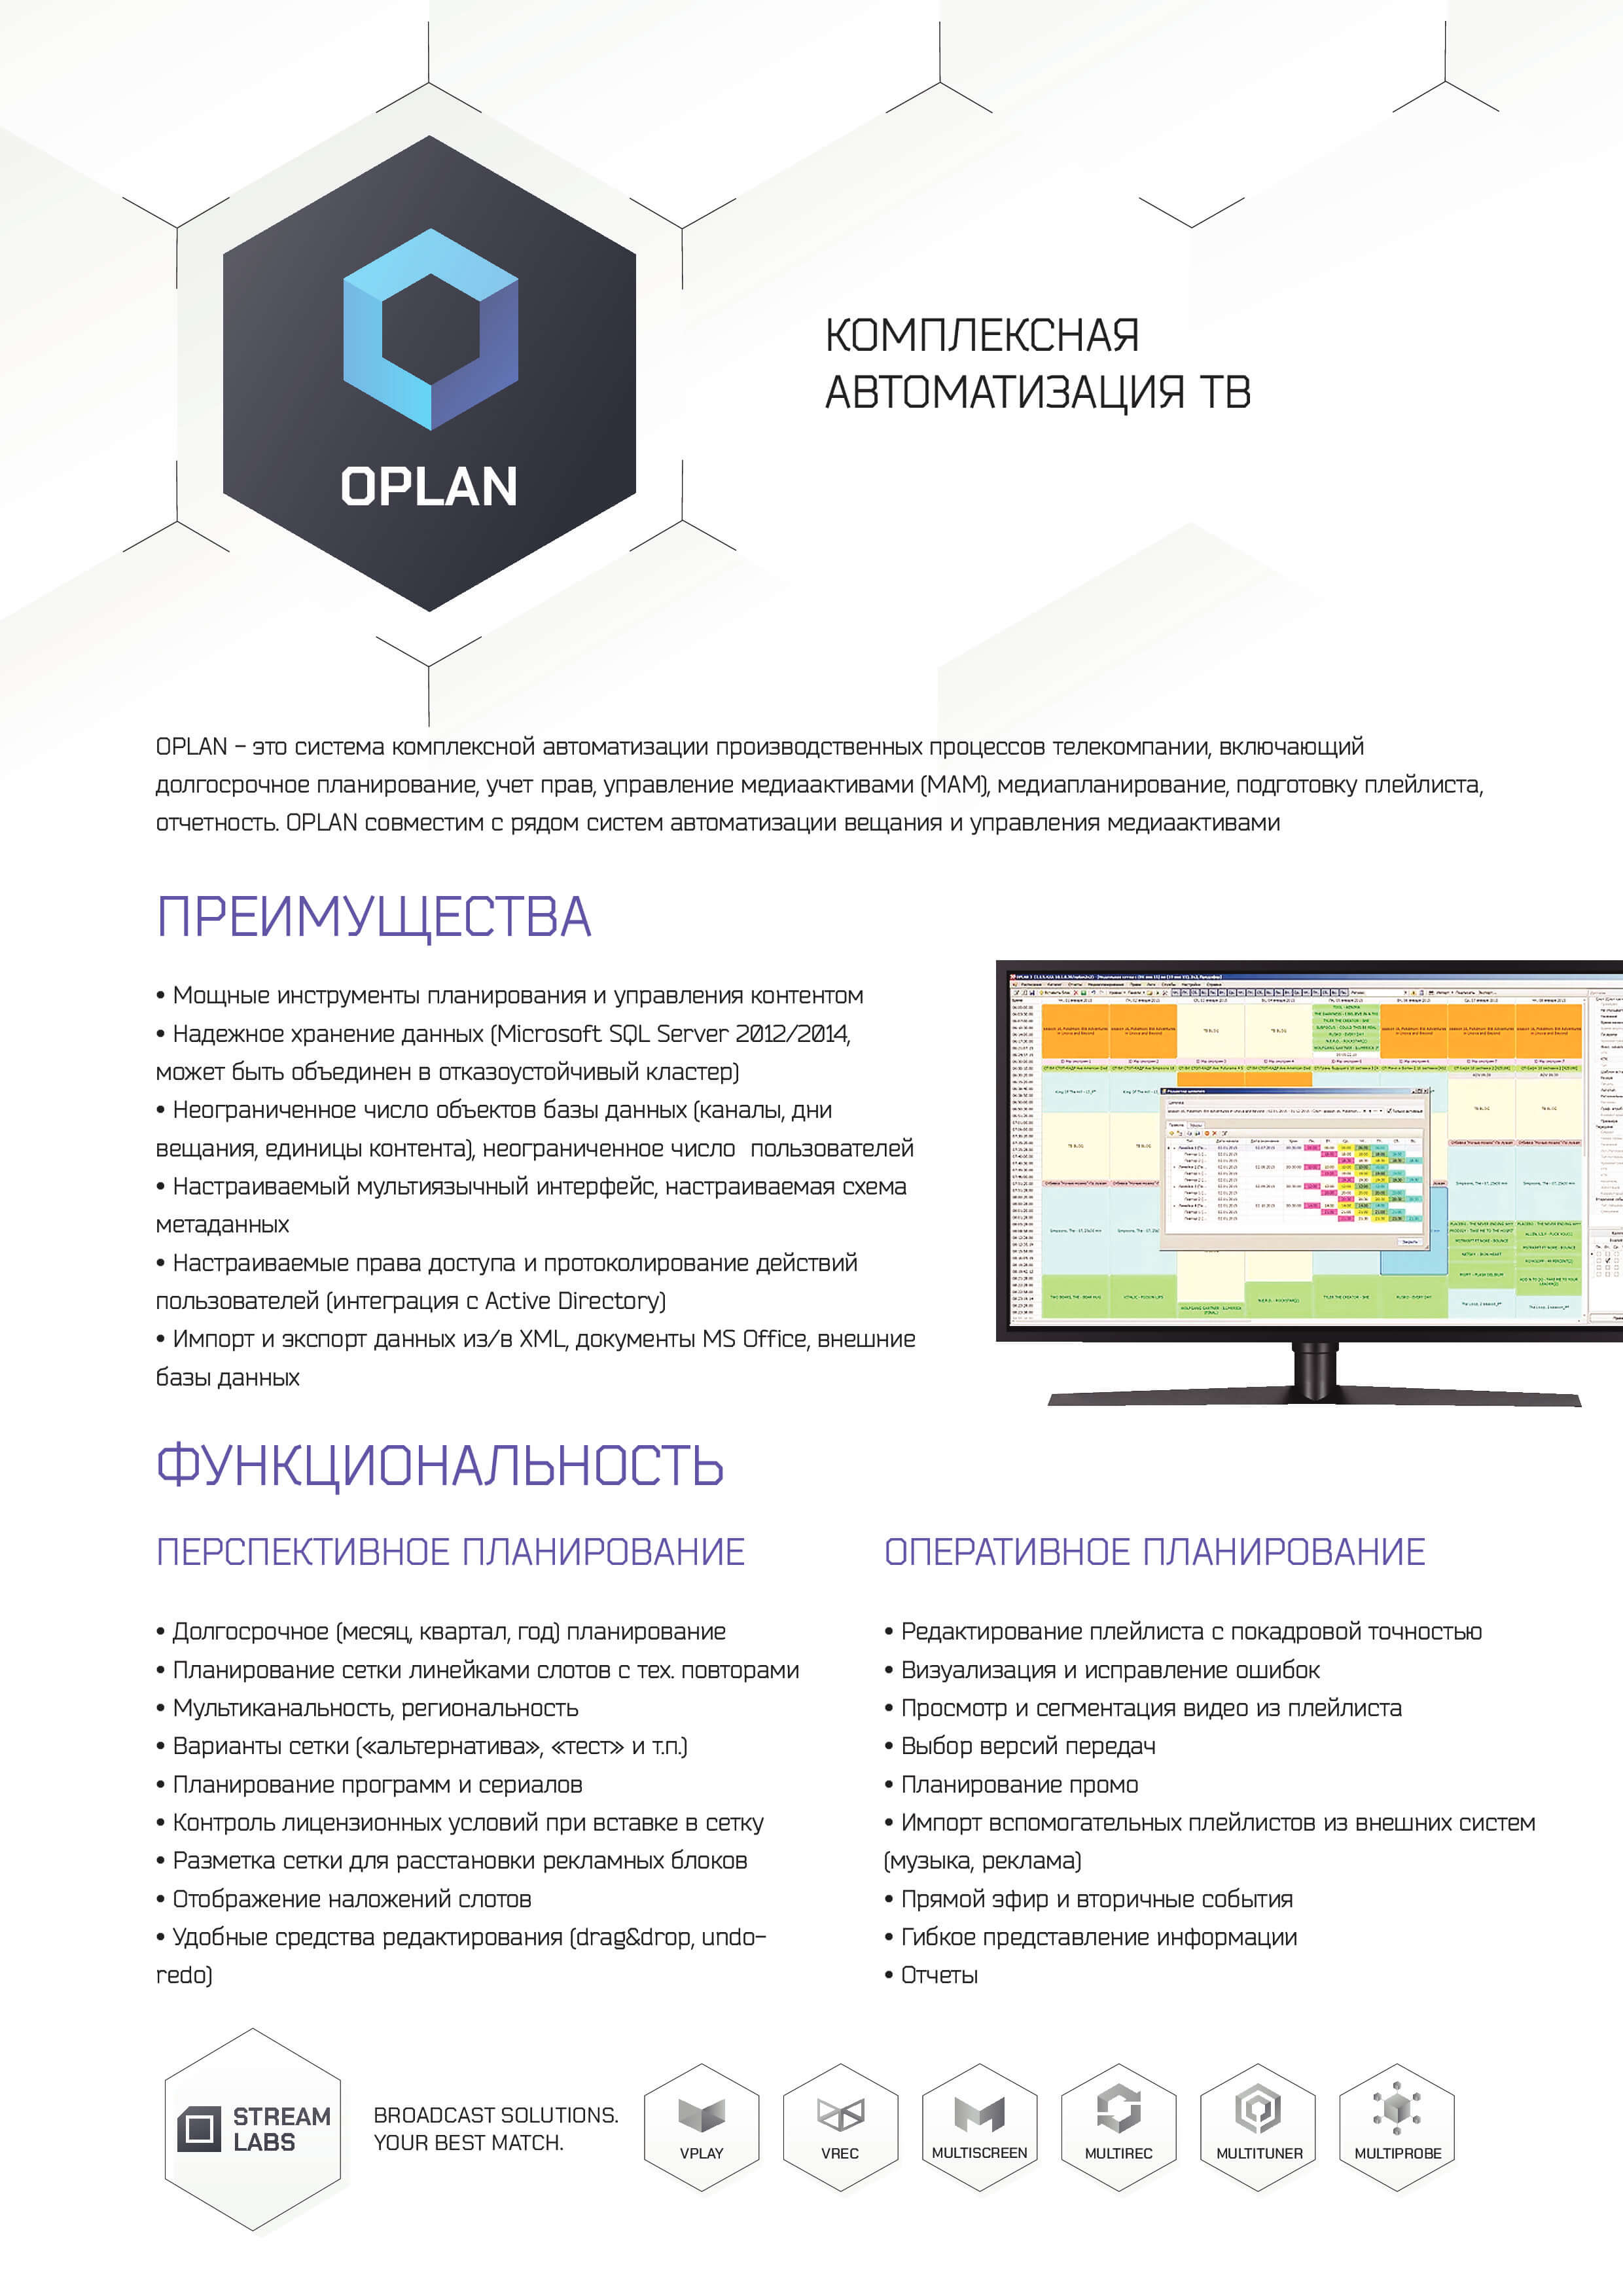 OPLAN
КОМПЛЕКСНАЯ
АВТОМАТИЗАЦИЯ ТВ
OPLAN – это система комплексной автоматизации производственных процессов телекомпании, включающий
долгосрочное планирование, учет прав, управление медиаактивами (MAM), медиапланирование, подготовку плейлиста,
отчетность. OPLAN совместим с рядом систем автоматизации вещания и управления медиаактивами
ПРЕИМУЩЕСТВА
• Мощные инструменты планирования и управления контентом
• Надежное хранение данных (Microsoft SQL Server 2012/2014,
может быть объединен в отказоустойчивый кластер)
• Неограниченное число объектов базы данных (каналы, дни
вещания, единицы контента), неограниченное число  пользователей
• Настраиваемый мультиязычный интерфейс, настраиваемая схема
метаданных
• Настраиваемые права доступа и протоколирование действий
пользователей (интеграция с Active Directory)
• Импорт и экспорт данных из/в XML, документы MS Office, внешние
базы данных
ФУНКЦИОНАЛЬНОСТЬ
ПЕРСПЕКТИВНОЕ ПЛАНИРОВАНИЕ
• Долгосрочное (месяц, квартал, год) планирование
• Планирование сетки линейками слотов с тех. повторами
• Мультиканальность, региональность
• Варианты сетки («альтернатива», «тест» и т.п.)
• Планирование программ и сериалов
• Контроль лицензионных условий при вставке в сетку
• Разметка сетки для расстановки рекламных блоков
• Отображение наложений слотов
• Удобные средства редактирования (drag&drop, undo-
redo)
ОПЕРАТИВНОЕ ПЛАНИРОВАНИЕ
• Редактирование плейлиста с покадровой точностью
• Визуализация и исправление ошибок
• Просмотр и сегментация видео из плейлиста
• Выбор версий передач
• Планирование промо
• Импорт вспомогательных плейлистов из внешних систем
(музыка, реклама)
• Прямой эфир и вторичные события
• Гибкое представление информации
• Отчеты
STREAM
LABS
BROADCAST SOLUTIONS.
YOUR BEST MATCH.
VPLAY
VREC
MULTISCREEN
MULTIREC
MULTITUNER
MULTIPROBE